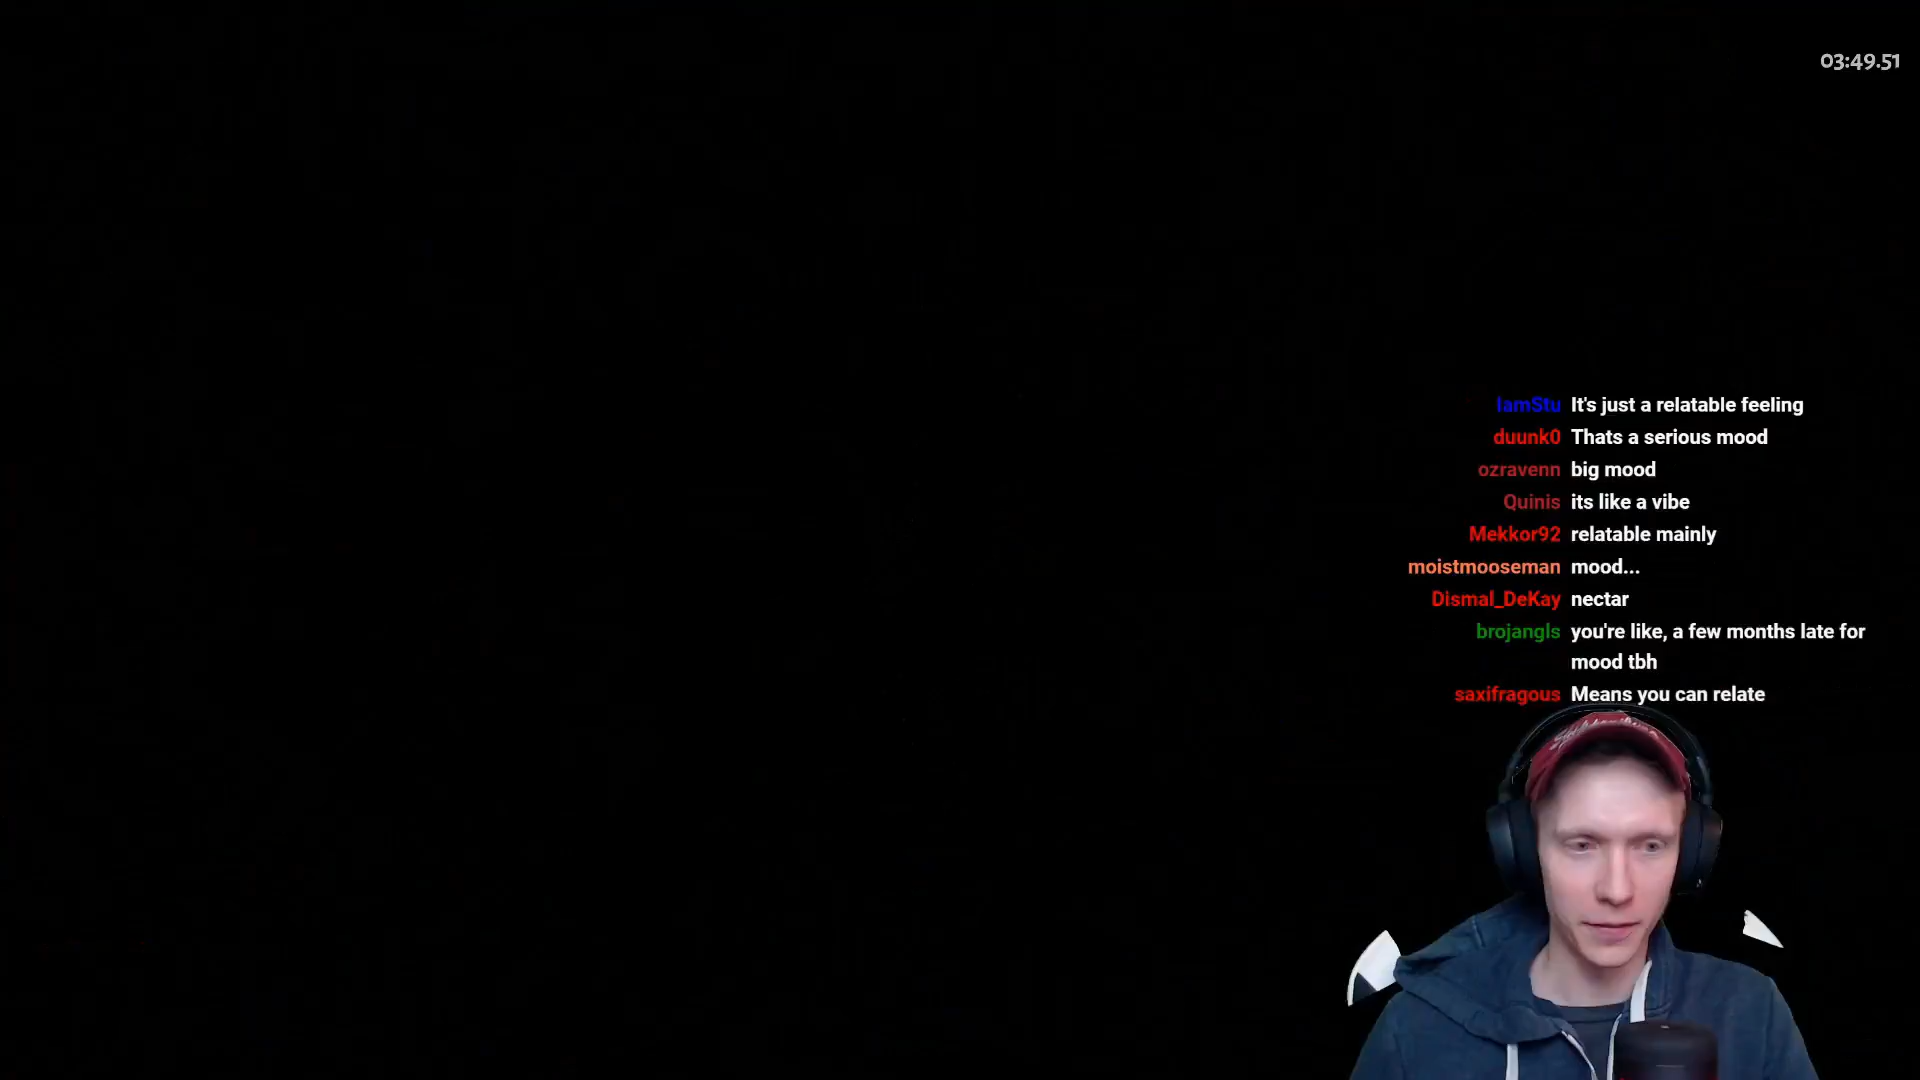 03:49.51
IamStu It's just a relatable feeling
duunk0 Thats a serious mood
ozravenn big mood
Quinis its like a vibe
Mekkor92 relatable mainly
moistmooseman mood...
Dismal_DeKay nectar
brojangls you're like, a few months late for
mood tbh
saxifragous Means you can relate